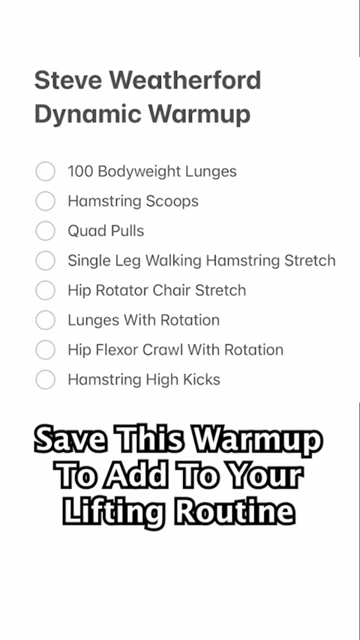 Steve Weatherford
Dynamic Warmup
100 Bodyweight Lunges
Hamstring Scoops
Quad Pulls
Single Leg Walking Hamstring Stretch
Hip Rotator Chair Stretch
Lunges With Rotation
Hip Flexor Crawl With Rotation
Hamstring High Kicks
Save This Warmup
To Add To Your
Lifting Routine